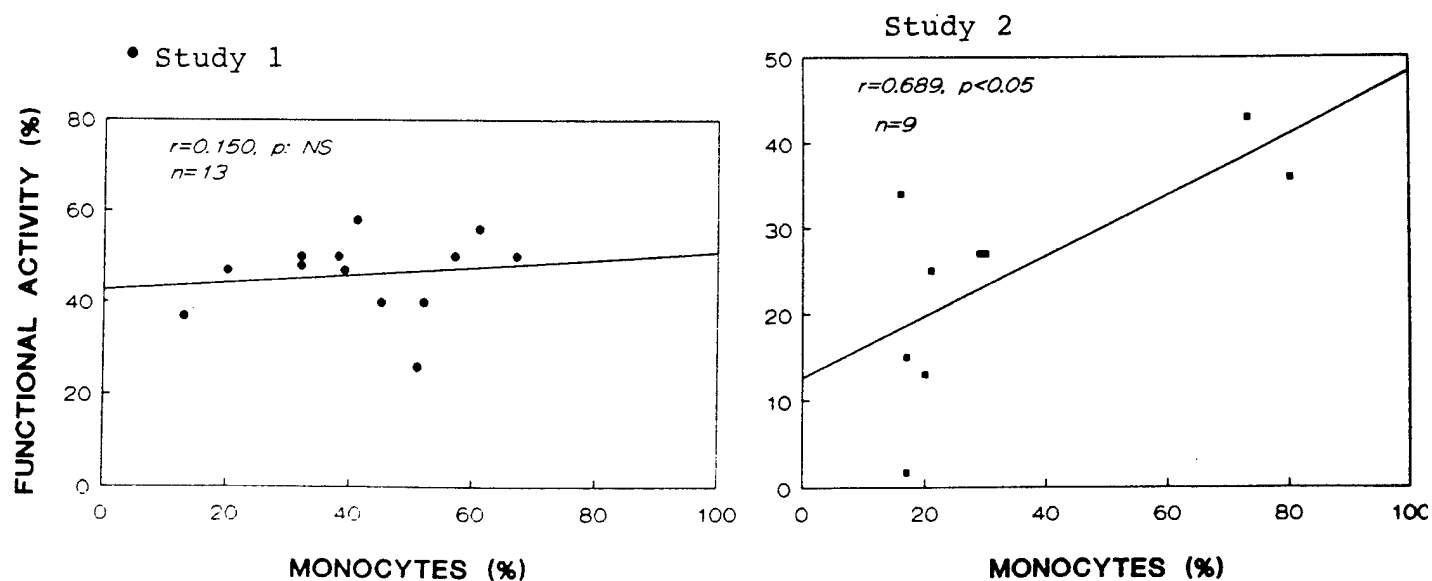 • Study 1
FUNCTIONAL ACTIVITY (%)
80
60
40
20
0
r=0.150, p: NS
n=13
0 20 40 60 80 100
MONOCYTES (%)
Study 2
50
40
30
20
10
0
r=0.689, p<0.05
n=9
0 20 40 60 80 100
MONOCYTES (%)